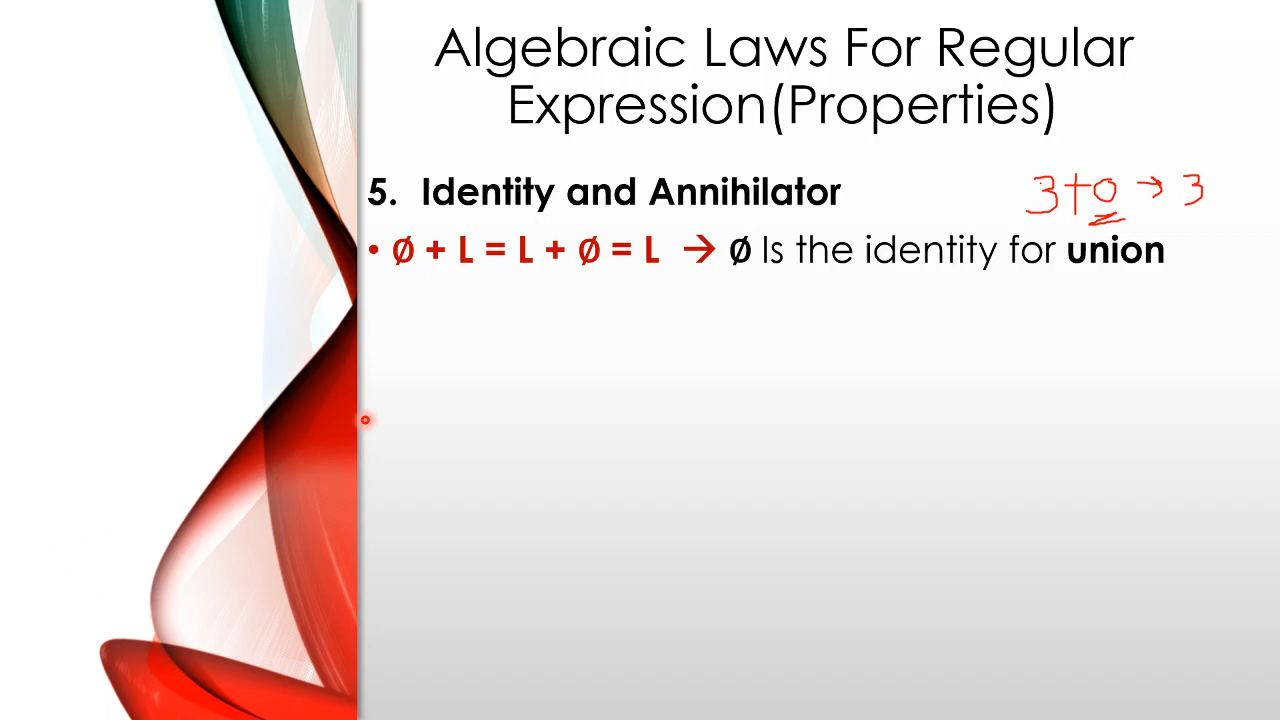 Algebraic Laws For Regular
Expression(Properties)
5. Identity and Annihilator
3+0 → 3
• Ø + L = L + Ø = L → Ø Is the identity for union